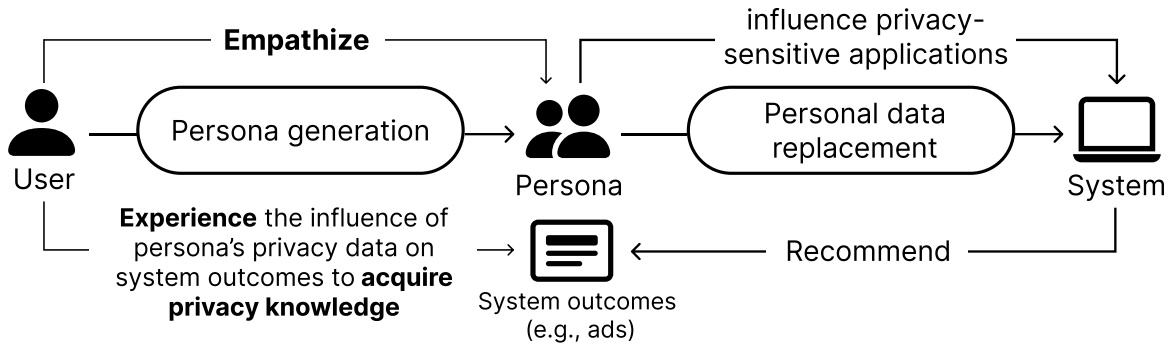 Empathize
influence privacy-
sensitive applications
Persona generation
Personal data
replacement
User
Persona
System
Experience the influence of
persona's privacy data on
system outcomes to acquire
privacy knowledge
Recommend
System outcomes
(e.g., ads)